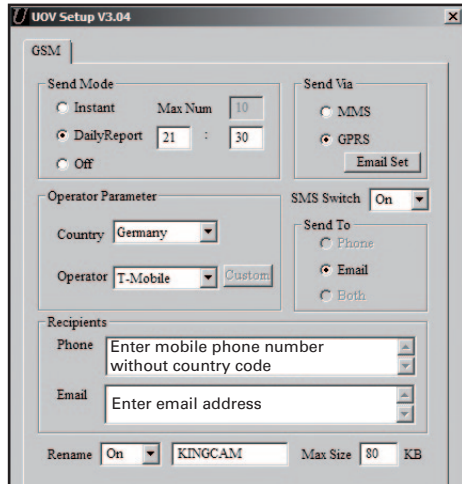 UOV Setup V3.04
GSM
Send Mode
Instant Max Num 10
DailyReport 21 : 30
Off
Send Via
MMS
GPRS
Email Set
Operator Parameter
Country Germany
Operator T-Mobile Custom
SMS Switch On
Send To
Phone
Email
Both
Recipients
Phone Enter mobile phone number
without country code
Email Enter email address
Rename On KINGCAM Max Size 80 KB